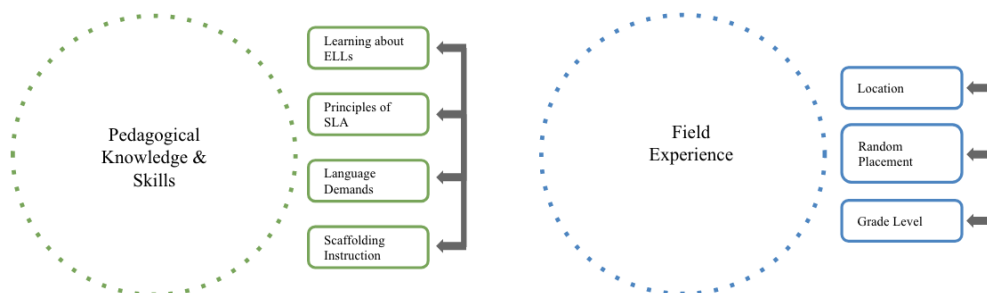 Pedagogical
Knowledge &
Skills
Learning about
ELLs
Principles of
SLA
Language
Demands
Scaffolding
Instruction
Field
Experience
Location
Random
Placement
Grade Level